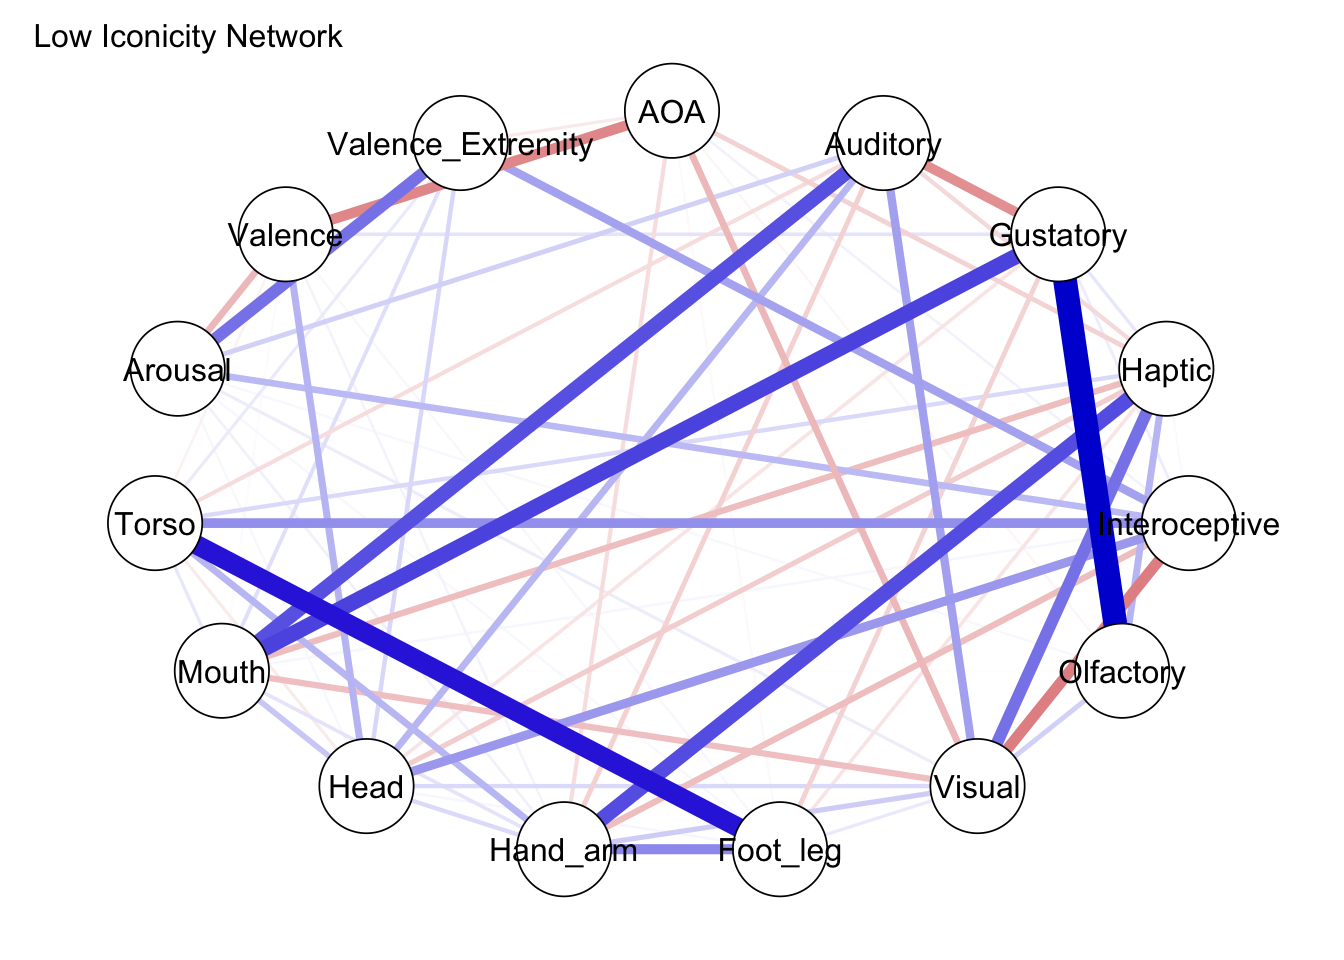 Low Iconicity Network
AOA
Valence_Extremity
Auditory
Valence
Gustatory
Arousal
Haptic
Torso
Interoceptive
Mouth
Olfactory
Head
Visual
Hand_arm
Foot_leg